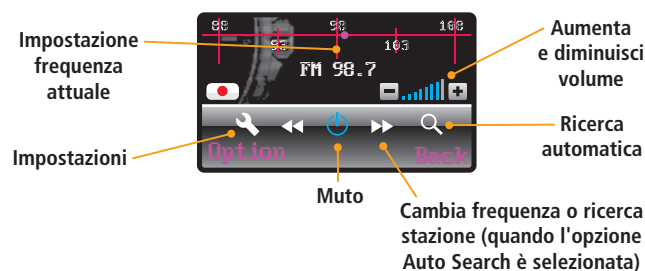 Impostazione
frequenza
attuale
Aumenta
e diminuisci
volume
88 98 108
93 103
FM 98.7
Option Back
Impostazioni
Ricerca
automatica
Muto
Cambia frequenza o ricerca
stazione (quando l'opzione
Auto Search è selezionata)